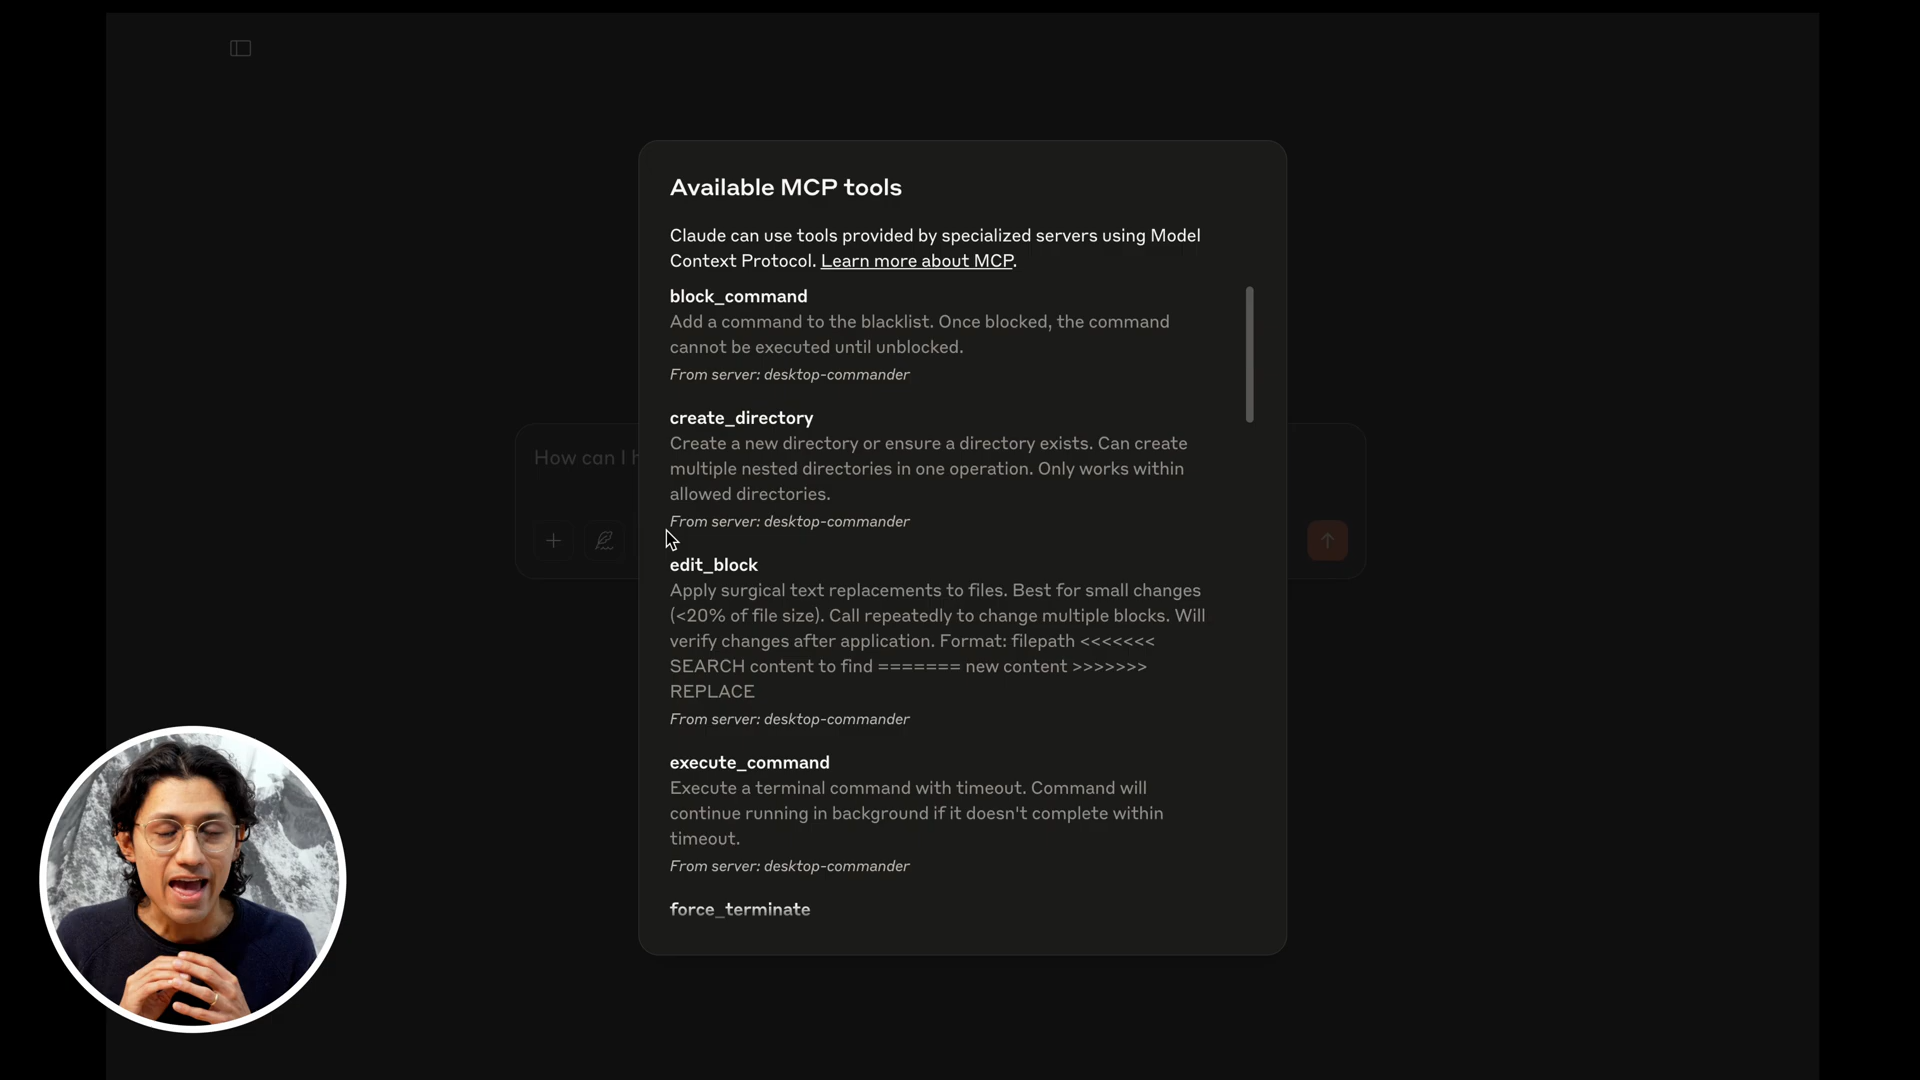 Available MCP tools
Claude can use tools provided by specialized servers using Model
Context Protocol. Learn more about MCP.
block_command
Add a command to the blacklist. Once blocked, the command
cannot be executed until unblocked.
From server: desktop-commander
create_directory
Create a new directory or ensure a directory exists. Can create
multiple nested directories in one operation. Only works within
allowed directories.
From server: desktop-commander
How can I h
edit_block
Apply surgical text replacements to files. Best for small changes
(<20% of file size). Call repeatedly to change multiple blocks. Will
verify changes after application. Format: filepath <<<<<<<
SEARCH content to find ======= new content >>>>>>>
REPLACE
From server: desktop-commander
execute_command
Execute a terminal command with timeout. Command will
continue running in background if it doesn't complete within
timeout.
From server: desktop-commander
force_terminate